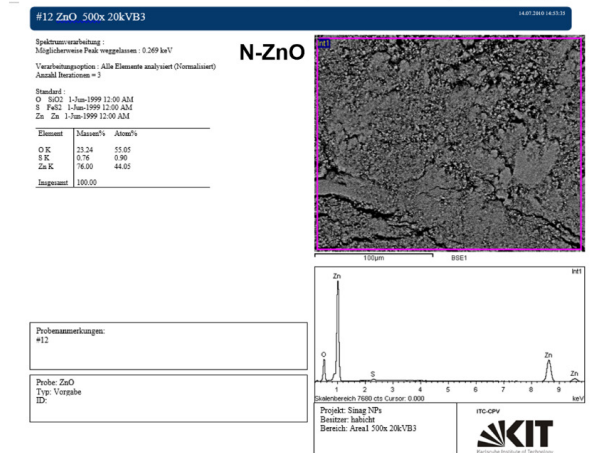 #12 ZnO 500x 20kVB3
14.07.2010 14:53:35
Spektrumverarbeitung :
Möglicherweise Peak weggelassen : 0.269 keV
N-ZnO
Verarbeitungsoption : Alle Elemente analysiert (Normalisiert)
Anzahl Iterationen = 3
Standard :
O SiO2 1-Jun-1999 12:00 AM
S FeS2 1-Jun-1999 12:00 AM
Zn Zn 1-Jun-1999 12:00 AM
Element Massen% Atom%
O K 23.24 55.05
S K 0.76 0.90
Zn K 76.00 44.05
Insgesamt 100.00
100µm BSE1
Int1
Zn
O
S
Zn
Zn
1 2 3 4 5 6 7 8 9
Skalenbereich 7680 cts Cursor: 0.000 keV
Probenanmerkungen:
#12
Probe: ZnO
Typ: Vorgabe
ID:
Projekt: Sinag NPs
Besitzer: habicht
Bereich: Area1 500x 20kVB3
ITC-CPV
KIT
Karlsruhe Institute of Technology